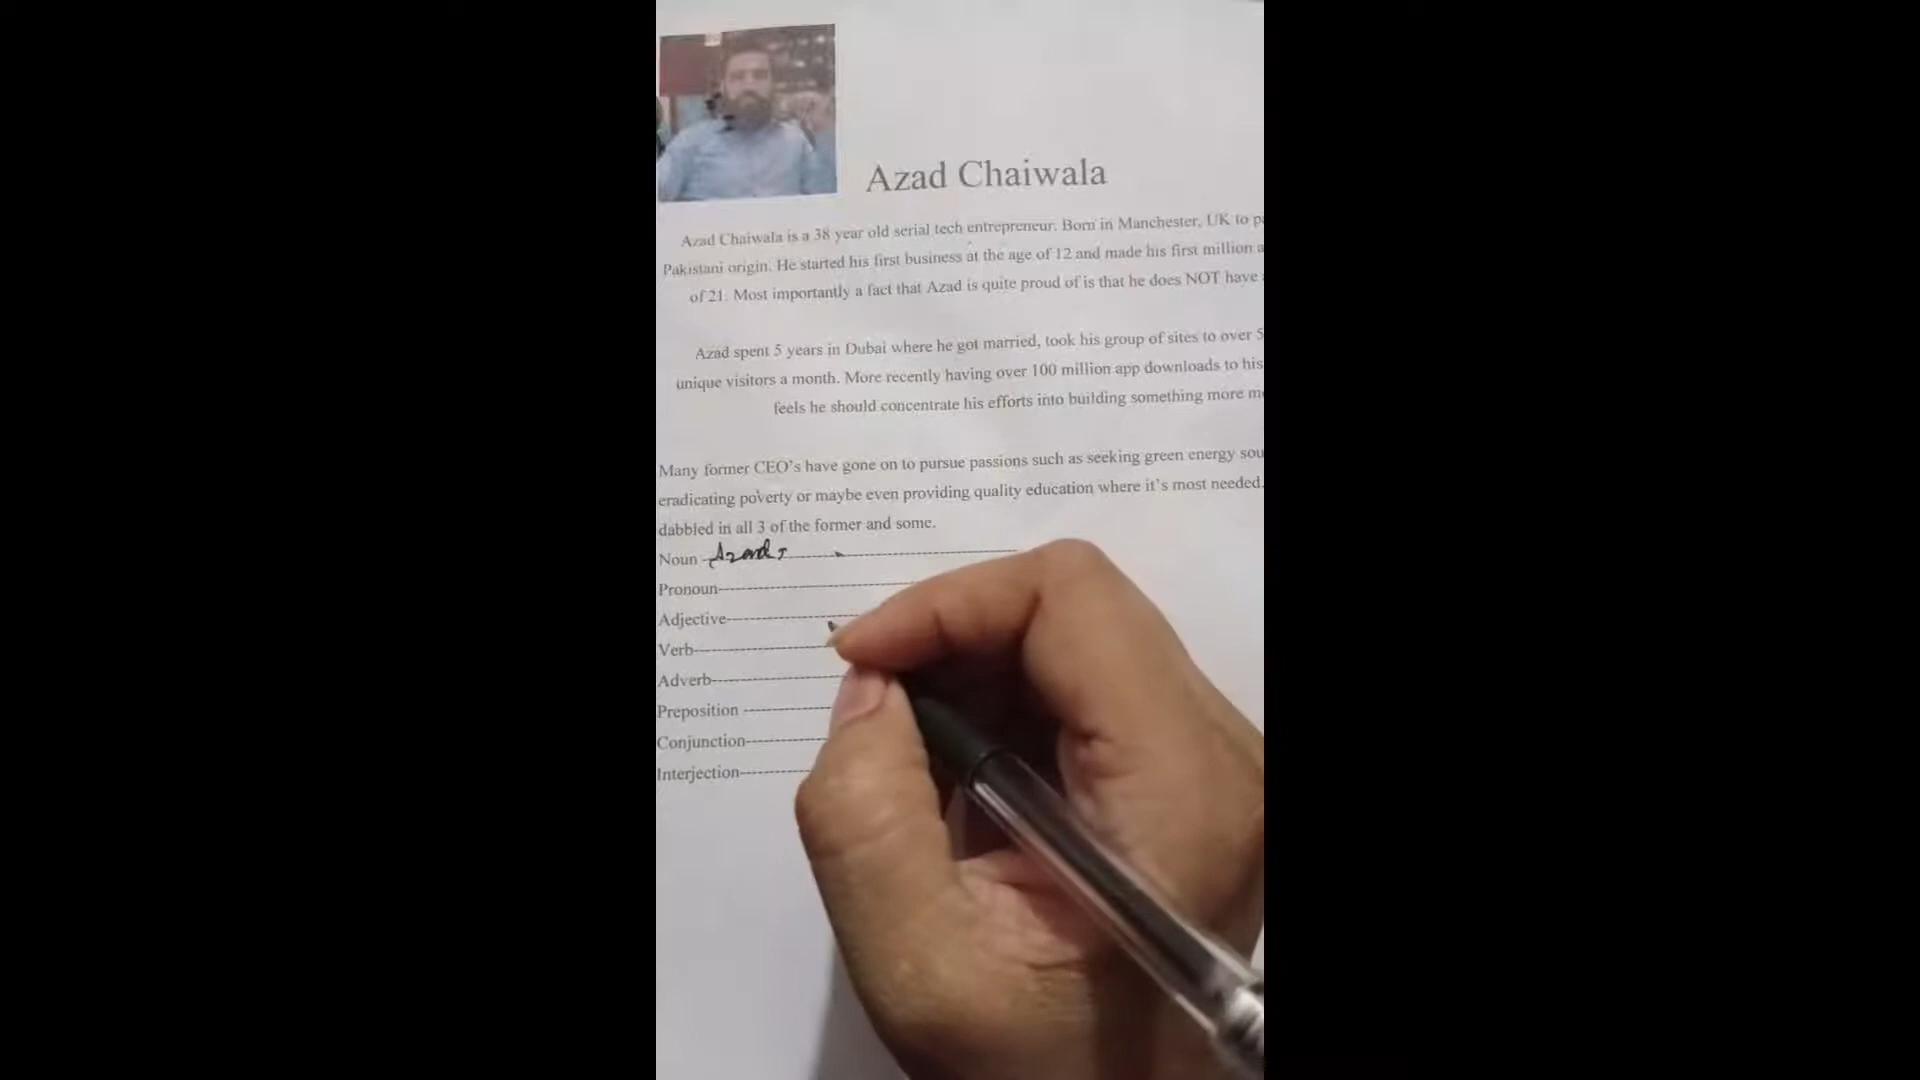 Azad Chaiwala
Azad Chaiwala is a 38 year old serial tech entrepreneur. Born in Manchester, UK to
Pakistani origin. He started his first business at the age of 12 and made his first million
of 21. Most importantly a fact that Azad is quite proud of is that he does NOT have
Azad spent 5 years in Dubai where he got married, took his group of sites to over 5
unique visitors a month. More recently having over 100 million app downloads to his
feels he should concentrate his efforts into building something more
Many former CEO's have gone on to pursue passions such as seeking green energy
eradicating poverty or maybe even providing quality education where it's most needed.
dabbled in all 3 of the former and some.
Noun Azad,
Pronoun
Adjective
Verb
Adverb
Preposition
Conjunction
Interjection